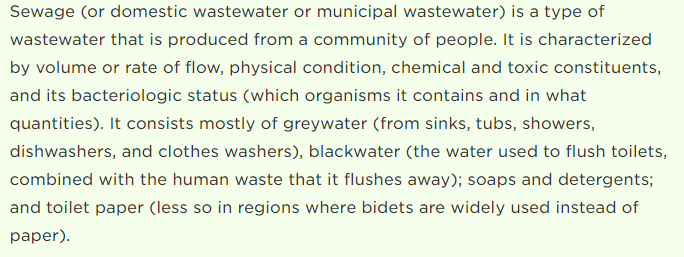 Sewage (or domestic wastewater or municipal wastewater) is a type of
wastewater that is produced from a community of people. It is characterized
by volume or rate of flow, physical condition, chemical and toxic constituents,
and its bacteriologic status (which organisms it contains and in what
quantities). It consists mostly of greywater (from sinks, tubs, showers,
dishwashers, and clothes washers), blackwater (the water used to flush toilets,
combined with the human waste that it flushes away); soaps and detergents;
and toilet paper (less so in regions where bidets are widely used instead of
paper).